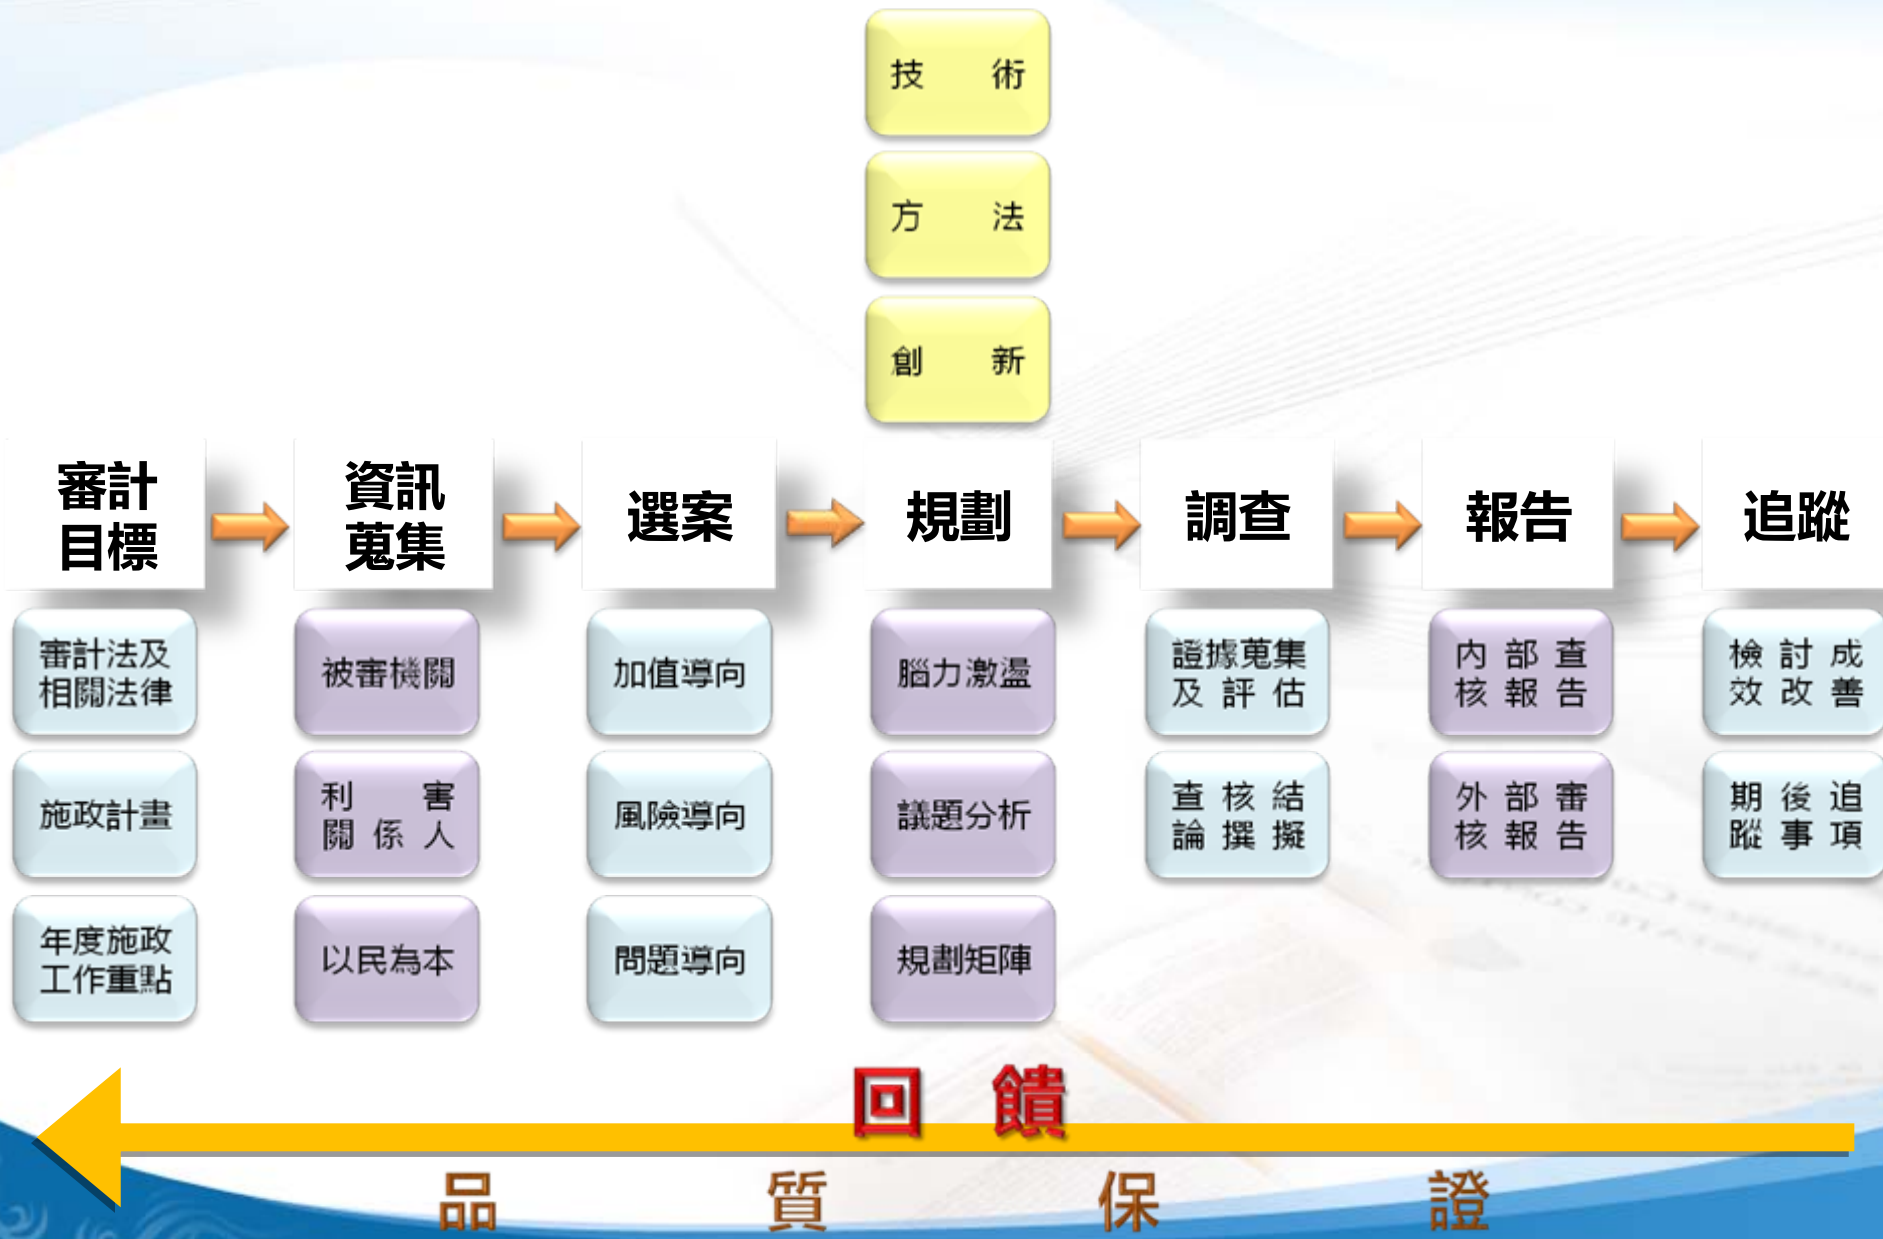 技術
方法
創新
審計
目標
資訊
蒐集
選案
規劃
調查
報告
追蹤
審計法及
相關法律
施政計畫
年度施政
工作重點
被審機關
利害
關係人
以民為本
加值導向
風險導向
問題導向
腦力激盪
議題分析
規劃矩陣
證據蒐集
及評估
查核結
論撰擬
內部查
核報告
外部審
核報告
檢討成
效改善
期後追
蹤事項
回饋
品質保證